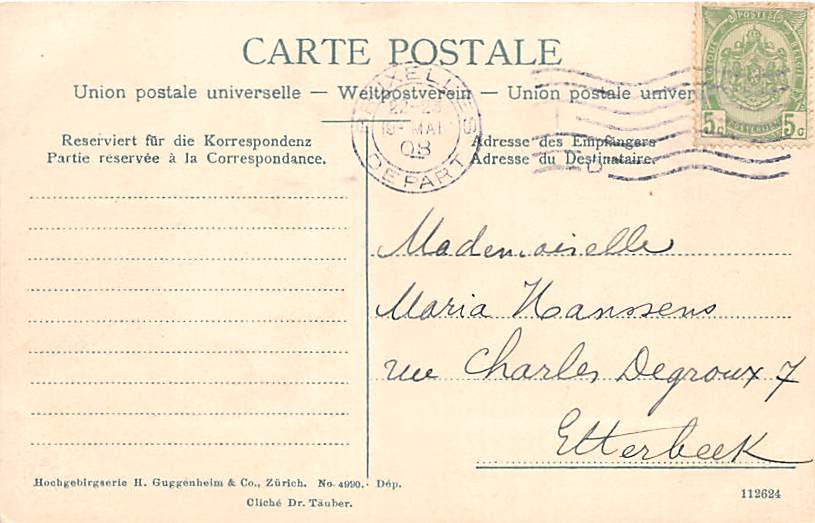 CARTE POSTALE
Union postale universelle — Weltpostverein — Union postale univer
Reserviert für die Korrespondenz
Partie réservée à la Correspondance.
Adresse des Empfängers
Adresse du Destinataire.
BRUXELLES
18- MAI
08
DEPART
POSTES
5c 5c
Mademoiselle
Maria Hanssens
rue Charles Degroux 7
Etterbeek
Hochgebirgserie H. Guggenheim & Co., Zürich. No. 4990. Dép.
Cliché Dr. Täuber.
112624